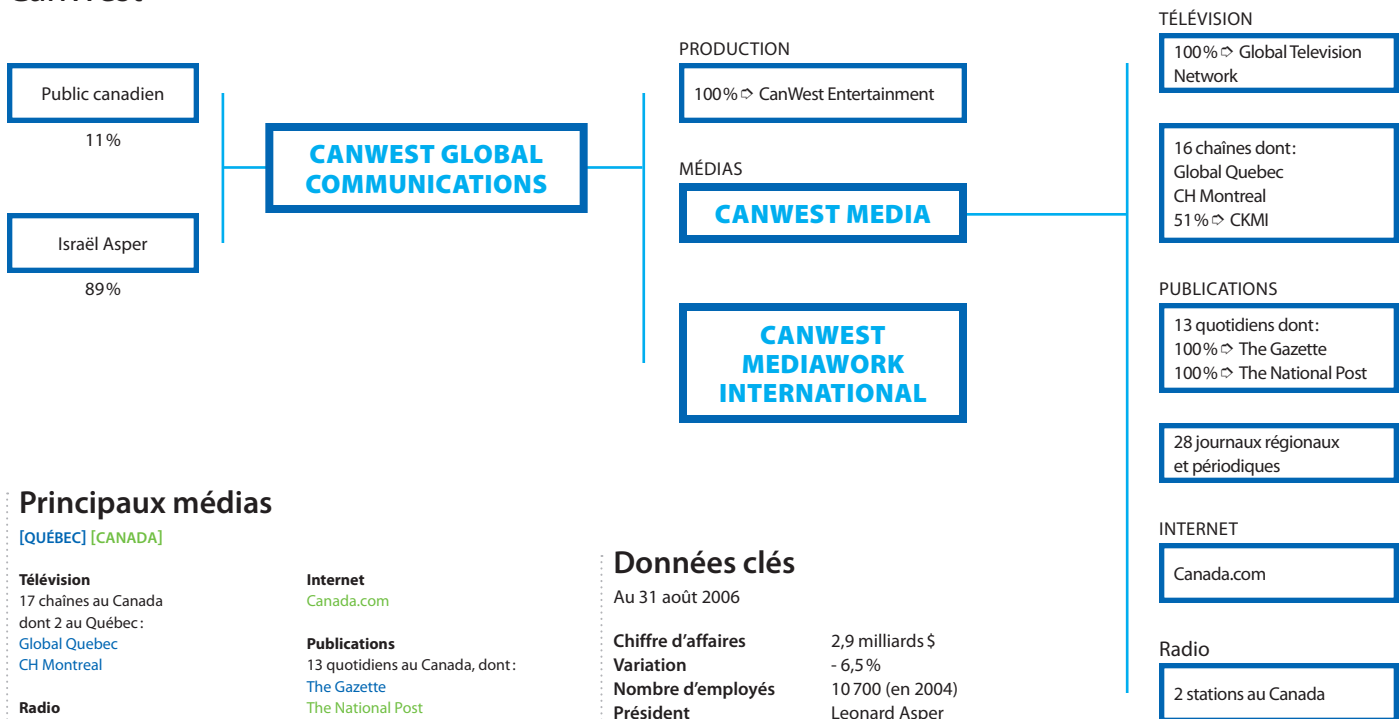 Public canadien
11%
Israël Asper
89%
CANWEST GLOBAL
COMMUNICATIONS
PRODUCTION
100% ➩ CanWest Entertainment
MÉDIAS
CANWEST MEDIA
CANWEST
MEDIAWORK
INTERNATIONAL
TÉLÉVISION
100% ➩ Global Television
Network
16 chaînes dont :
Global Quebec
CH Montreal
51% ➩ CKMI
PUBLICATIONS
13 quotidiens dont :
100% ➩ The Gazette
100% ➩ The National Post
28 journaux régionaux
et périodiques
INTERNET
Canada.com
Radio
2 stations au Canada
Principaux médias
[QUÉBEC] [CANADA]
Télévision
17 chaînes au Canada
dont 2 au Québec :
Global Quebec
CH Montreal
Radio
Internet
Canada.com
Publications
13 quotidiens au Canada, dont :
The Gazette
The National Post
Données clés
Au 31 août 2006
Chiffre d'affaires 2,9 milliards $
Variation - 6,5 %
Nombre d'employés 10 700 (en 2004)
Président Leonard Asper